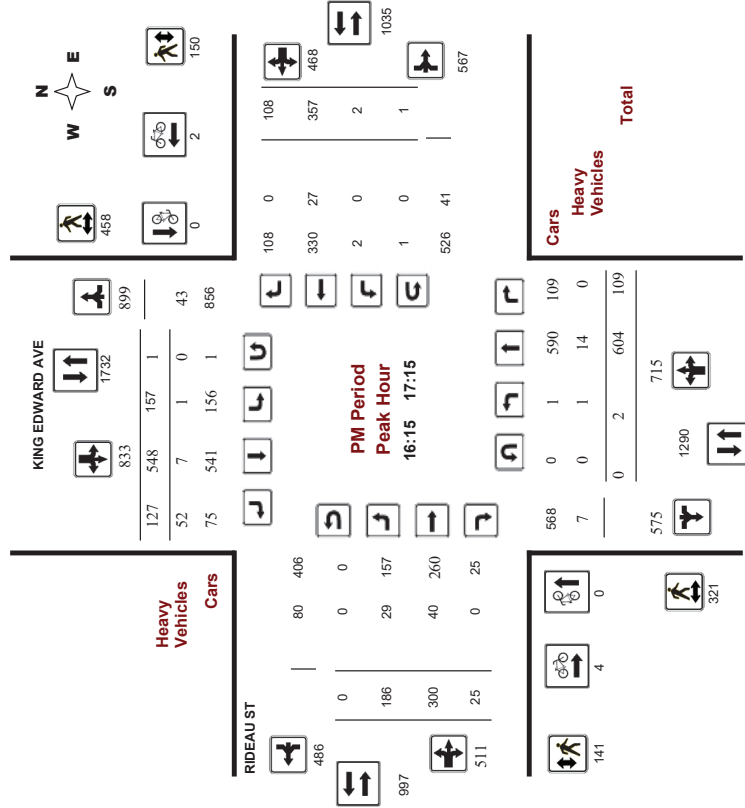 N
W E
S
458
150
0
2
KING EDWARD AVE
833
1732
899
127 548 157 1
52 7 1 0 43
75 541 156 1 856
Heavy
Vehicles
Cars
468
1035
567
108 0 108
330 27 357
2 0 2
1 0 1
526 41
PM Period
Peak Hour
16:15 17:15
RIDEAU ST
486
997
511
80 406
0 0 0
186 29 157
300 40 260
25 0 25
Cars
Heavy
Vehicles
Total
568 0 1 590 109
7 0 1 14 0
0 2 604 109
575
1290
715
141
4
0
321